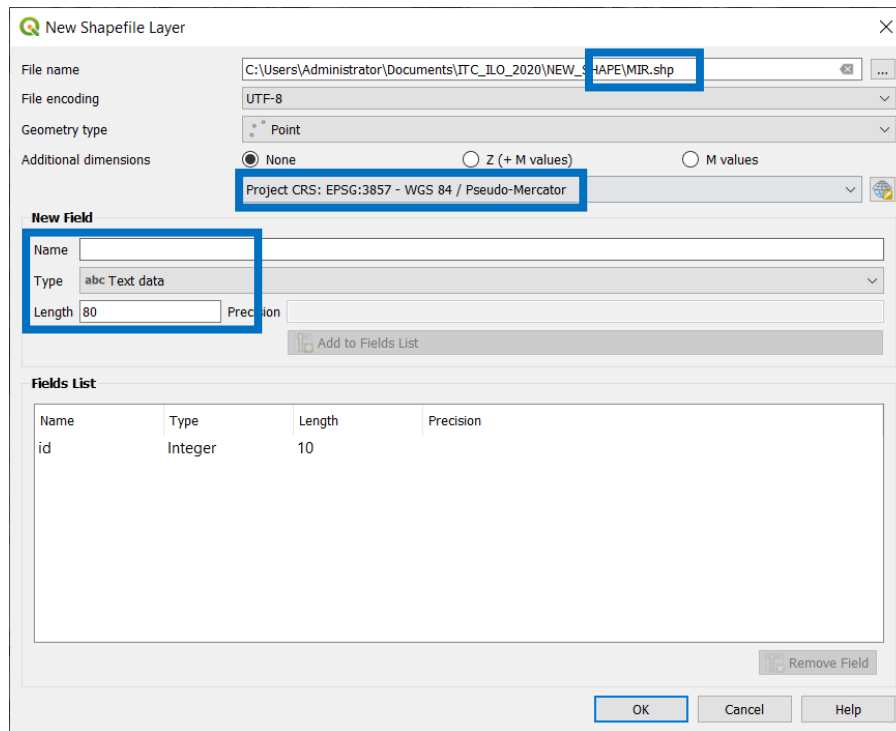 New Shapefile Layer
File name C:\Users\Administrator\Documents\ITC_ILO_2020\NEW_SHAPE\MIR.shp ...
File encoding UTF-8
Geometry type Point
Additional dimensions None Z (+ M values) M values
Project CRS: EPSG:3857 - WGS 84 / Pseudo-Mercator
New Field
Name
Type abc Text data
Length 80 Precision
Add to Fields List
Fields List
Name Type Length Precision
id Integer 10
Remove Field
OK Cancel Help